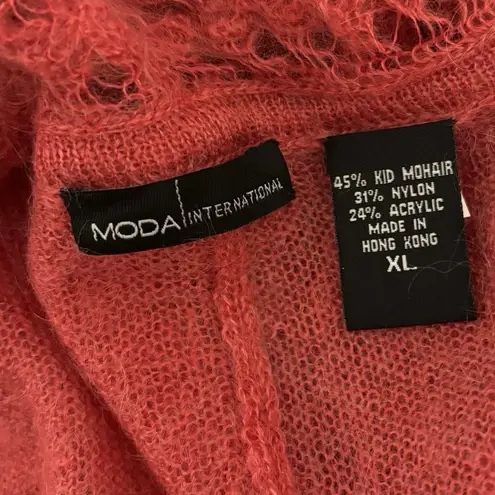 MODA INTERNATIONAL
45% KID MOHAIR
31% NYLON
24% ACRYLIC
MADE IN
HONG KONG
XL